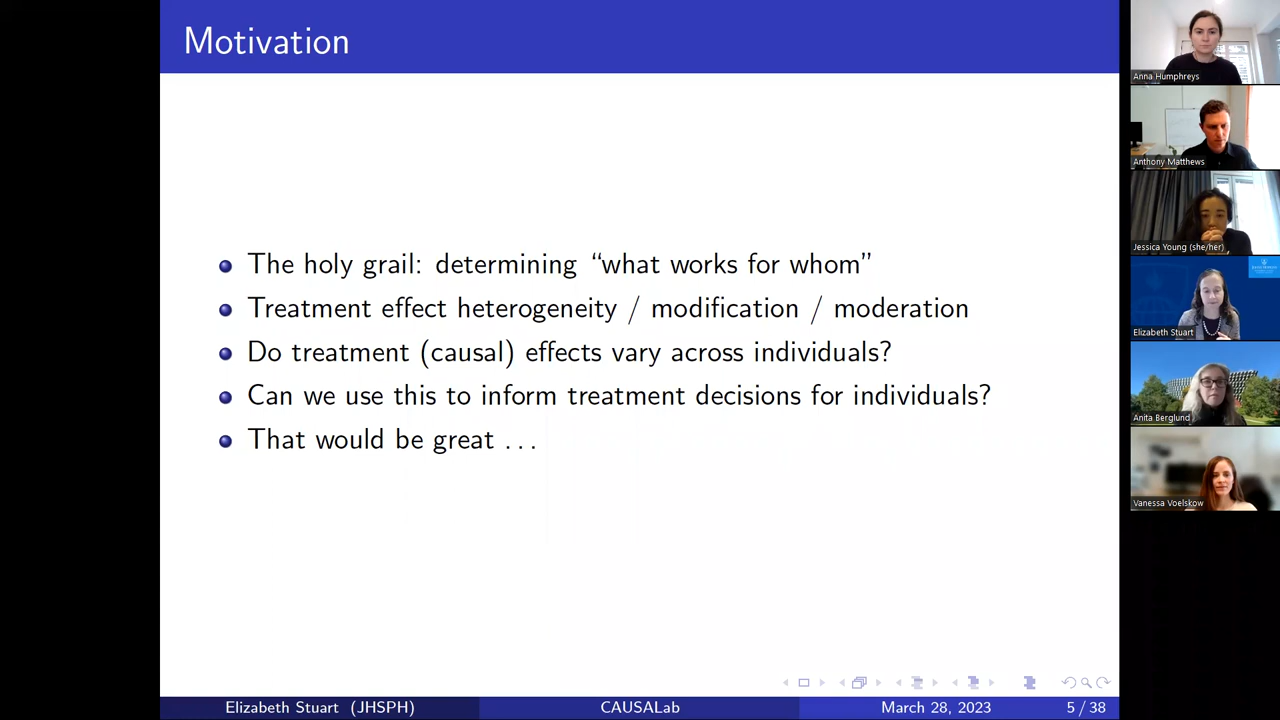 Motivation
The holy grail: determining “what works for whom”
Treatment effect heterogeneity / modification / moderation
Do treatment (causal) effects vary across individuals?
Can we use this to inform treatment decisions for individuals?
That would be great . . .
Elizabeth Stuart (JHSPH)
CAUSALab
March 28, 2023
5 / 38
Anna Humphreys
Anthony Matthews
Jessica Young (she/her)
Elizabeth Stuart
Anita Berglund
Vanessa Voelskow